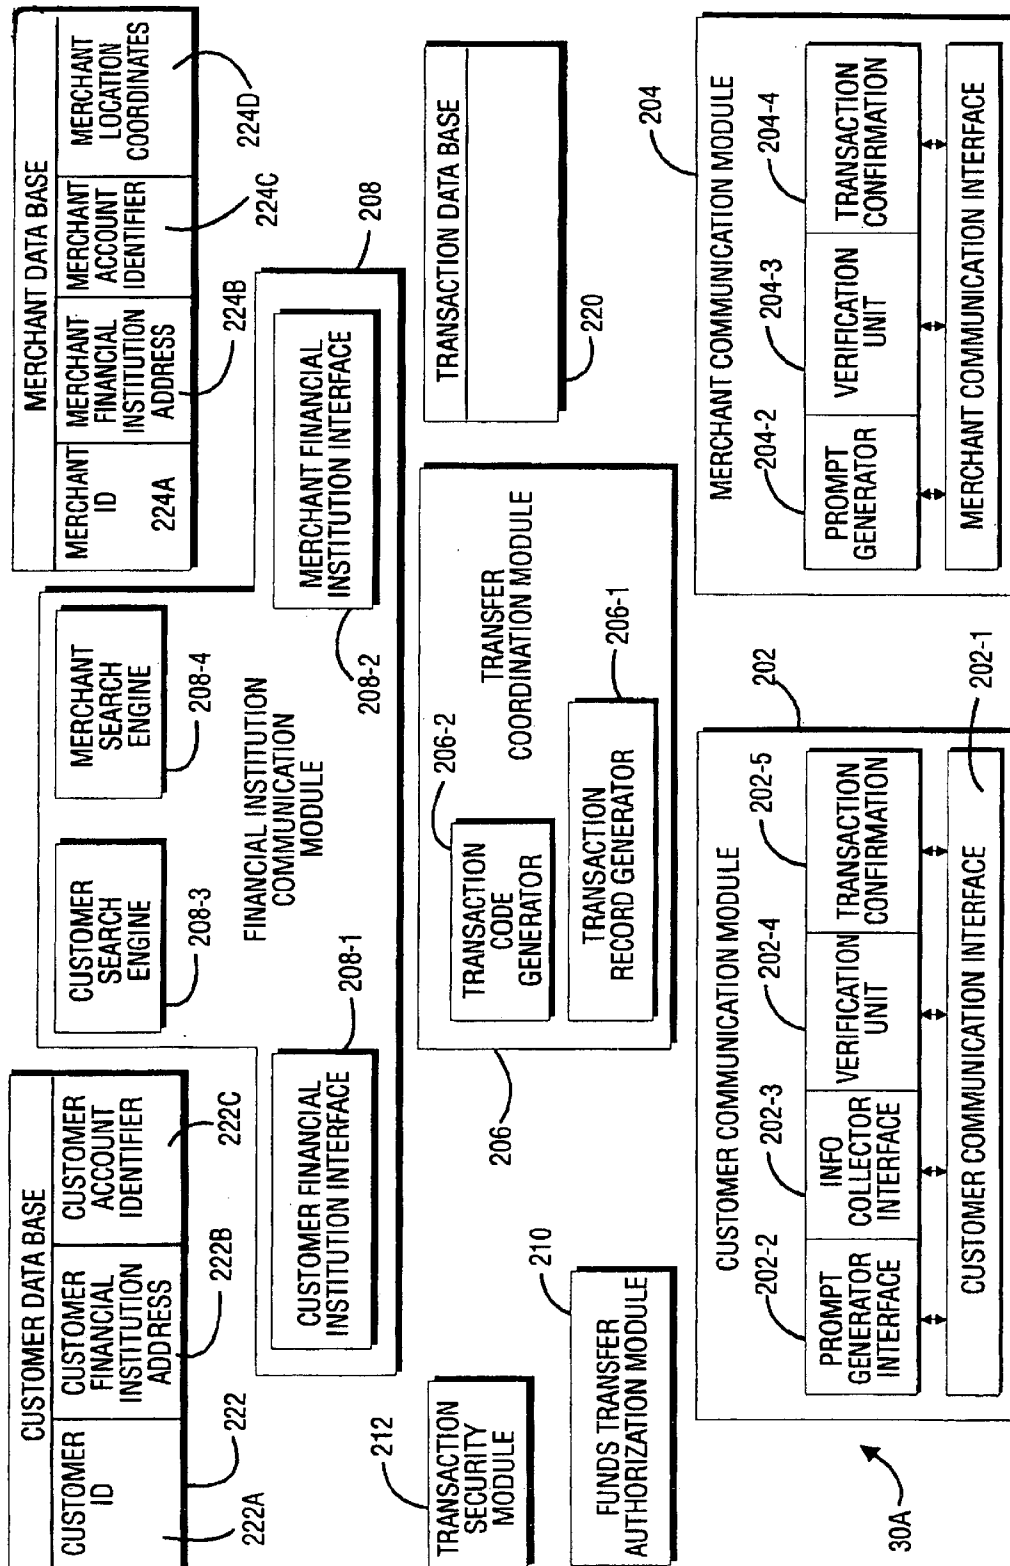 CUSTOMER DATA BASE
CUSTOMER
ID
222A
CUSTOMER
FINANCIAL
INSTITUTION
ADDRESS
222B
CUSTOMER
ACCOUNT
IDENTIFIER
222C
222
MERCHANT DATA BASE
MERCHANT
ID
224A
MERCHANT
FINANCIAL
INSTITUTION
ADDRESS
224B
MERCHANT
ACCOUNT
IDENTIFIER
224C
MERCHANT
LOCATION
COORDINATES
224D
CUSTOMER
SEARCH
ENGINE
208-3
MERCHANT
SEARCH
ENGINE
208-4
FINANCIAL INSTITUTION
COMMUNICATION
MODULE
208
CUSTOMER FINANCIAL
INSTITUTION INTERFACE
208-1
MERCHANT FINANCIAL
INSTITUTION INTERFACE
208-2
212
TRANSACTION
SECURITY
MODULE
210
FUNDS TRANSFER
AUTHORIZATION MODULE
206
TRANSFER
COORDINATION MODULE
206-2
TRANSACTION
CODE
GENERATOR
206-1
TRANSACTION
RECORD GENERATOR
TRANSACTION DATA BASE
220
30A
202
CUSTOMER COMMUNICATION MODULE
202-2
PROMPT
GENERATOR
INTERFACE
202-3
INFO
COLLECTOR
INTERFACE
202-4
VERIFICATION
UNIT
202-5
TRANSACTION
CONFIRMATION
CUSTOMER COMMUNICATION INTERFACE
202-1
204
MERCHANT COMMUNICATION MODULE
204-2
PROMPT
GENERATOR
204-3
VERIFICATION
UNIT
204-4
TRANSACTION
CONFIRMATION
MERCHANT COMMUNICATION INTERFACE